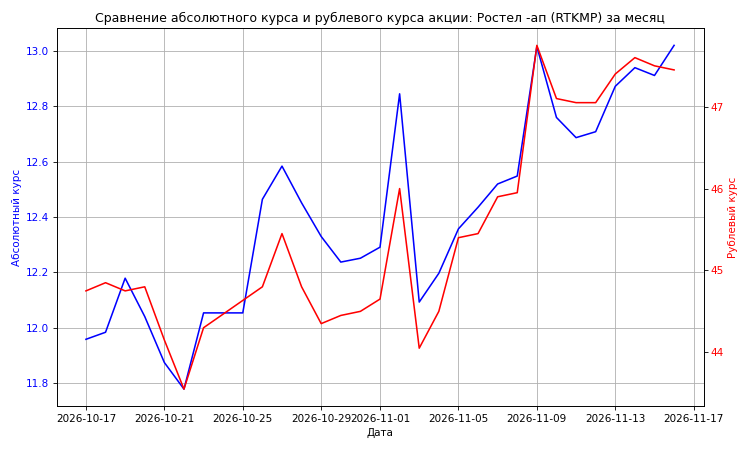 Сравнение абсолютного курса и рублевого курса акции: Ростел -ап (RTKMP) за месяц
13.0
12.8
12.6
12.4
12.2
12.0
11.8
Абсолютный курс
47
46
45
44
Рублевый курс
2026-10-17 2026-10-21 2026-10-25 2026-10-29 2026-11-01 2026-11-05 2026-11-09 2026-11-13 2026-11-17
Дата